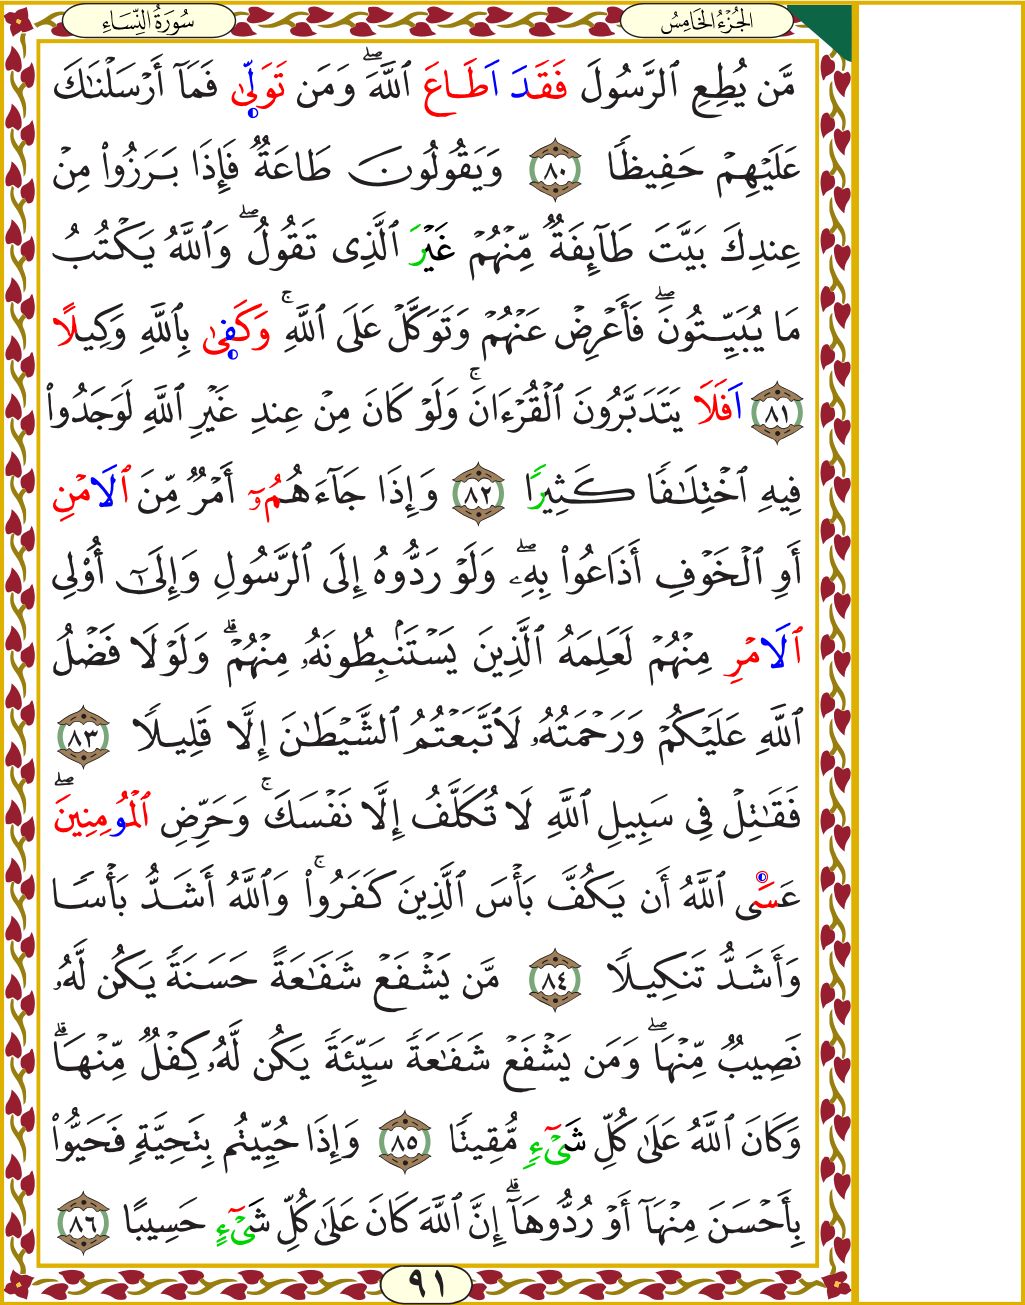 سُورَةُ النِّسَاءِ
الجُزْءُ الخَامِسُ
مَّن يُطِعِ ٱلرَّسُولَ فَقَدَ اَطَاعَ ٱللَّهَۖ وَمَن تَوَلّ۪ىٰ فَمَآ أَرْسَلْنَٰكَ
عَلَيْهِمْ حَفِيظًا ٨٠ وَيَقُولُونَ طَاعَةٌ فَإِذَا بَرَزُواْ مِنْ
عِندِكَ بَيَّتَ طَآئِفَةٌ مِّنْهُمْ غَيْرَ ٱلَّذِى تَقُولُۖ وَٱللَّهُ يَكْتُبُ
مَا يُبَيِّتُونَۖ فَأَعْرِضْ عَنْهُمْ وَتَوَكَّلْ عَلَى ٱللَّهِۚ وَكَف۪ىٰ بِٱللَّهِ وَكِيلًا
٨١ اَفَلَا يَتَدَبَّرُونَ ٱلْقُرْءَانَۚ وَلَوْ كَانَ مِنْ عِندِ غَيْرِ ٱللَّهِ لَوَجَدُواْ
فِيهِ ٱخْتِلَٰفًا كَثِيرًا ٨٢ وَإِذَا جَآءَهُمُۥٓ أَمْرٌ مِّنَ ٱلَامْنِ
أَوِ ٱلْخَوْفِ أَذَاعُواْ بِهِۦۖ وَلَوْ رَدُّوهُ إِلَى ٱلرَّسُولِ وَإِلَىٰٓ أُوْلِى
ٱلَامْرِ مِنْهُمْ لَعَلِمَهُ ٱلَّذِينَ يَسْتَنۢبِطُونَهُۥ مِنْهُمْۗ وَلَوْلَا فَضْلُ
ٱللَّهِ عَلَيْكُمْ وَرَحْمَتُهُۥ لَاتَّبَعْتُمُ ٱلشَّيْطَٰنَ إِلَّا قَلِيلًا ٨٣
فَقَٰتِلْ فِى سَبِيلِ ٱللَّهِ لَا تُكَلَّفُ إِلَّا نَفْسَكَۚ وَحَرِّضِ ٱلْمُومِنِينَۖ
عَسَى ٱللَّهُ أَن يَكُفَّ بَأْسَ ٱلَّذِينَ كَفَرُواْۚ وَٱللَّهُ أَشَدُّ بَأْسًا
وَأَشَدُّ تَنكِيلًا ٨٤ مَّن يَشْفَعْ شَفَٰعَةً حَسَنَةً يَكُن لَّهُۥ
نَصِيبٌ مِّنْهَاۖ وَمَن يَشْفَعْ شَفَٰعَةً سَيِّئَةً يَكُن لَّهُۥ كِفْلٌ مِّنْهَاۗ
وَكَانَ ٱللَّهُ عَلَىٰ كُلِّ شَىْءٍ مُّقِيتًا ٨٥ وَإِذَا حُيِّيتُم بِتَحِيَّةٍ فَحَيُّواْ
بِأَحْسَنَ مِنْهَآ أَوْ رُدُّوهَآۗ إِنَّ ٱللَّهَ كَانَ عَلَىٰ كُلِّ شَىْءٍ حَسِيبًا ٨٦
٩١